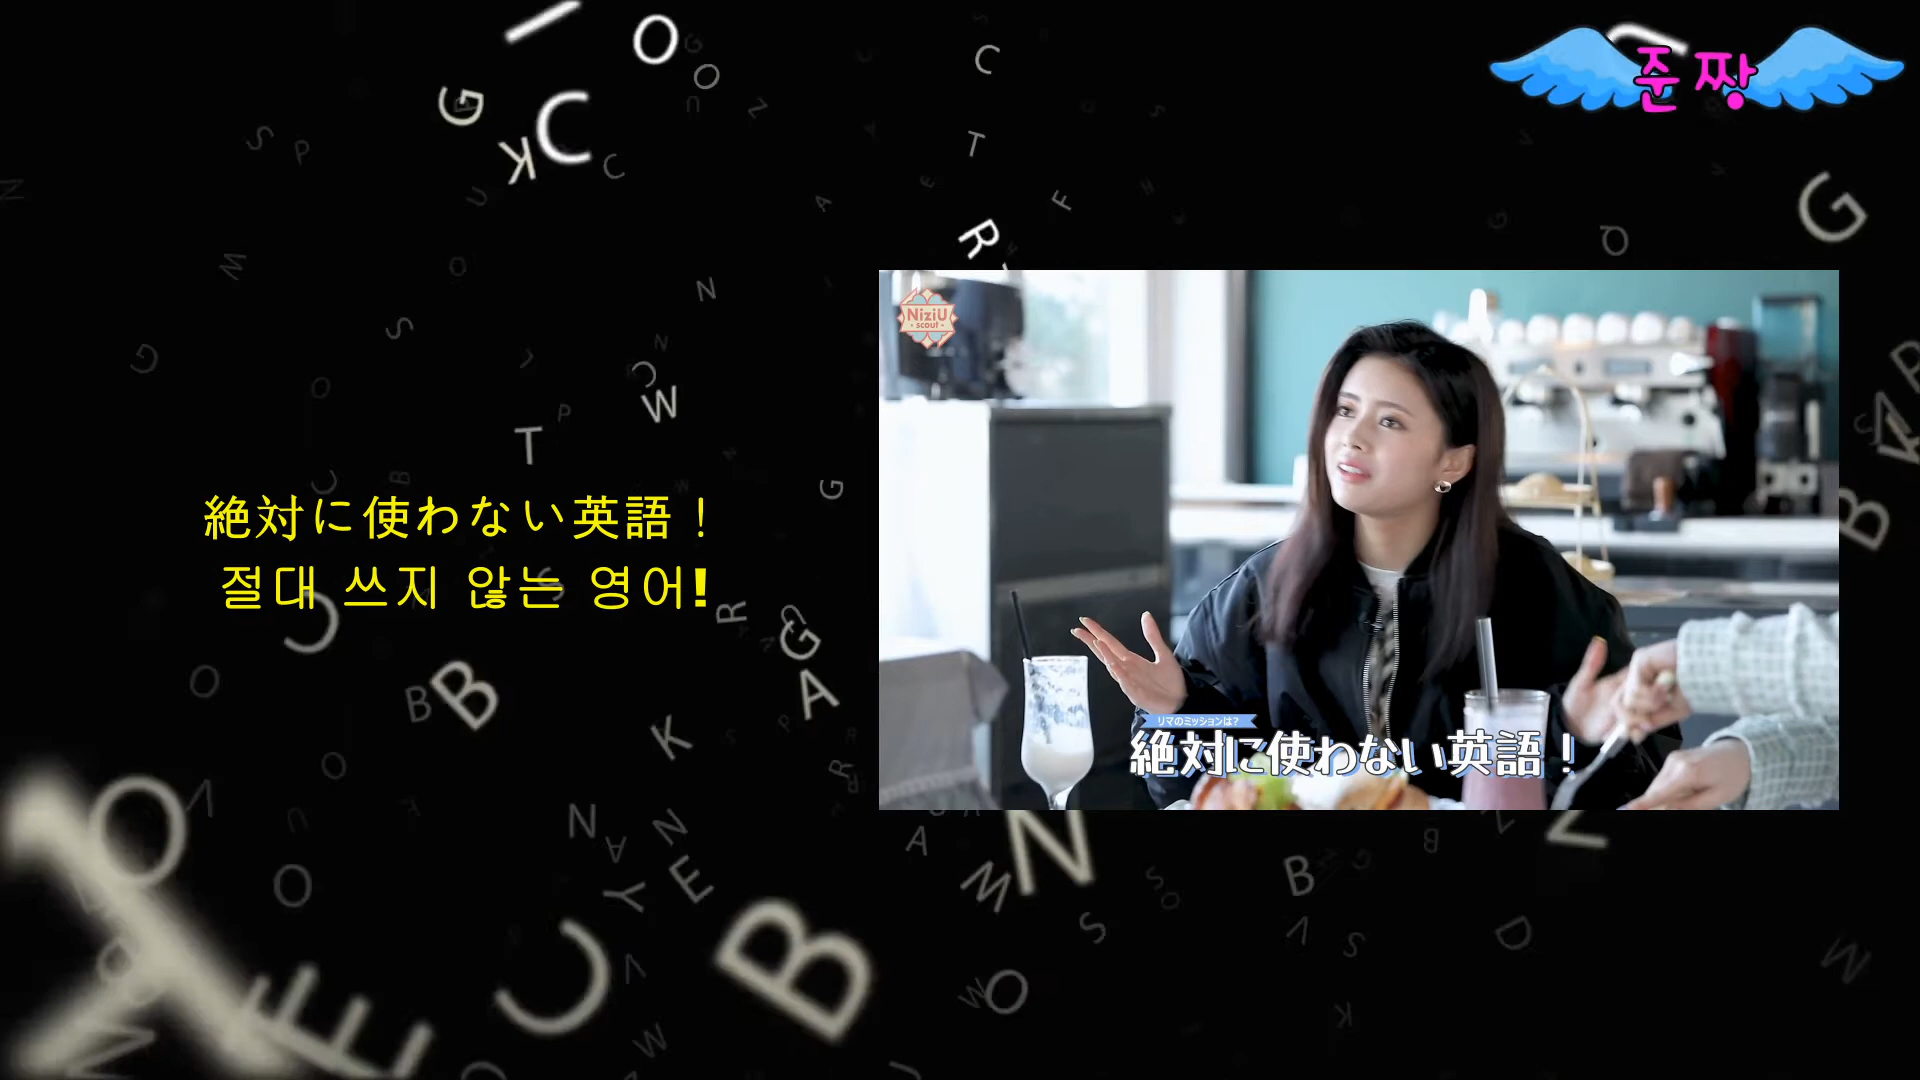 준짱
NiziU
scout
絶対に使わない英語！
절대 쓰지 않는 영어!
リマのミッションは?
絶対に使わない英語！